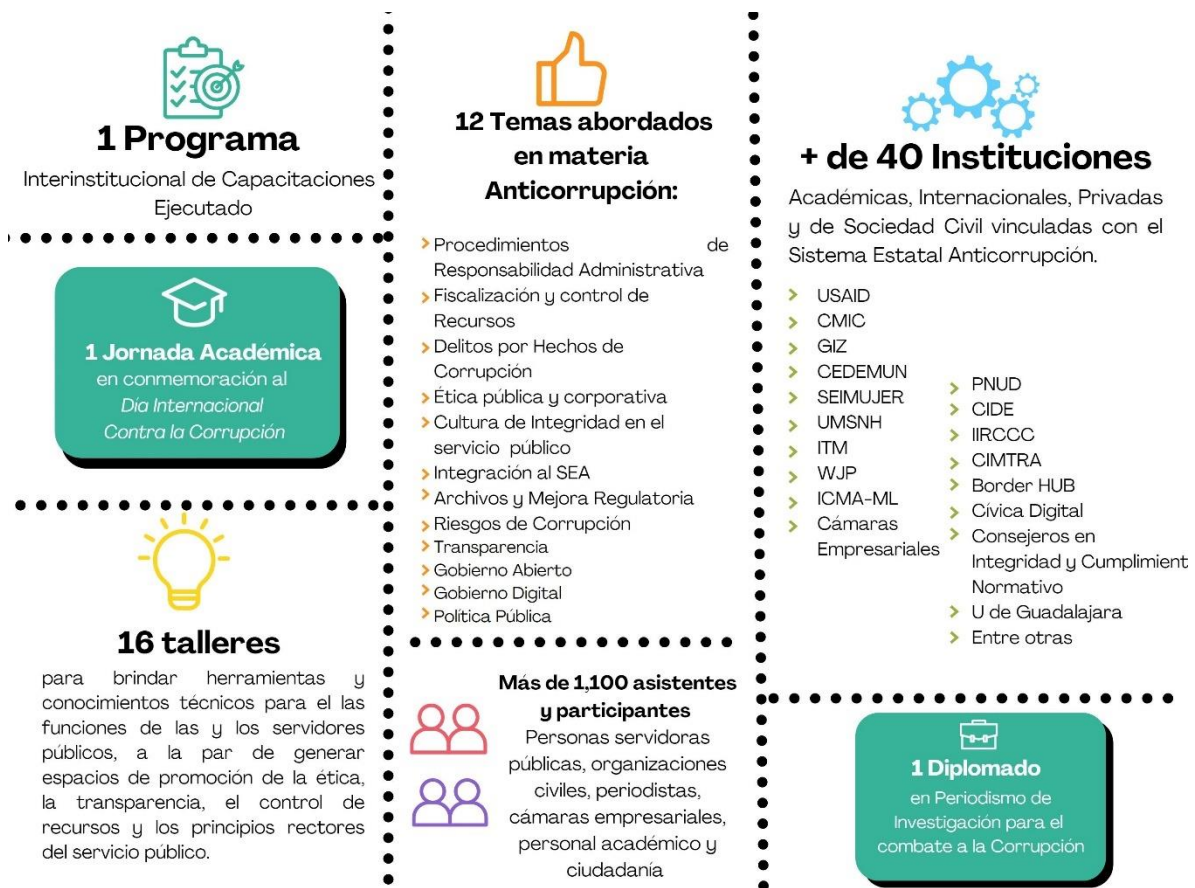 1 Programa
Interinstitucional de Capacitaciones
Ejecutado
1 Jornada Académica
en conmemoración al
Día Internacional
Contra la Corrupción
16 talleres
para brindar herramientas y
conocimientos técnicos para el las
funciones de las y los servidores
públicos, a la par de generar
espacios de promoción de la ética,
la transparencia, el control de
recursos y los principios rectores
del servicio público.
12 Temas abordados
en materia
Anticorrupción:
Procedimientos de
Responsabilidad Administrativa
Fiscalización y control de
Recursos
Delitos por Hechos de
Corrupción
Ética pública y corporativa
Cultura de Integridad en el
servicio público
Integración al SEA
Archivos y Mejora Regulatoria
Riesgos de Corrupción
Transparencia
Gobierno Abierto
Gobierno Digital
Política Pública
Más de 1,100 asistentes
y participantes
Personas servidoras
públicas, organizaciones
civiles, periodistas,
cámaras empresariales,
personal académico y
ciudadanía
+ de 40 Instituciones
Académicas, Internacionales, Privadas
y de Sociedad Civil vinculadas con el
Sistema Estatal Anticorrupción.
USAID
CMIC
GIZ
CEDEMUN
SEIMUJER
UMSNH
ITM
WJP
ICMA-ML
Cámaras
Empresariales
PNUD
CIDE
IIRCCC
CIMTRA
Border HUB
Cívica Digital
Consejeros en
Integridad y Cumplimient
Normativo
U de Guadalajara
Entre otras
1 Diplomado
en Periodismo de
Investigación para el
combate a la Corrupción